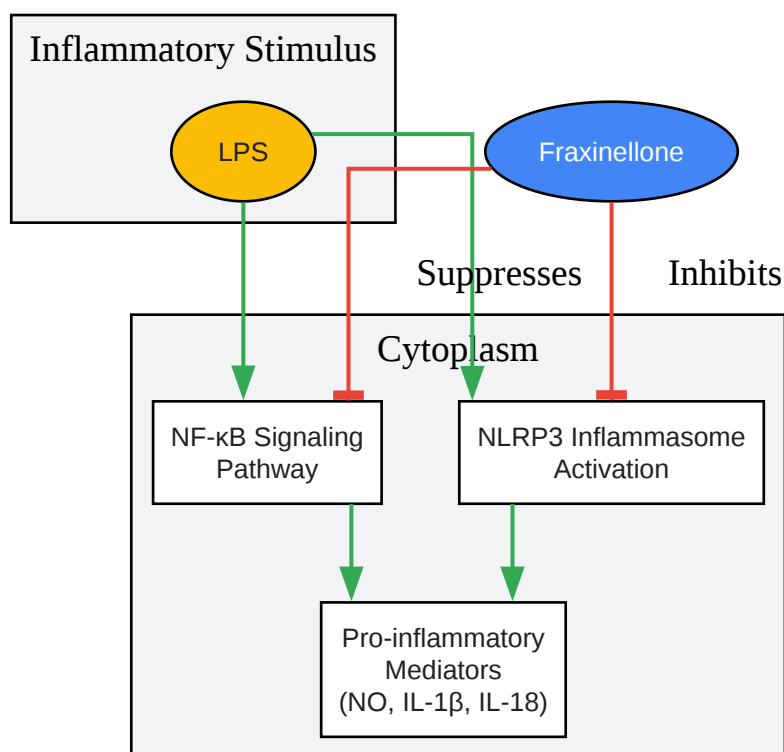 Inflammatory Stimulus
LPS
Fraxinellone
Suppresses
Inhibits
Cytoplasm
NF-κB Signaling
Pathway
NLRP3 Inflammasome
Activation
Pro-inflammatory
Mediators
(NO, IL-1β, IL-18)